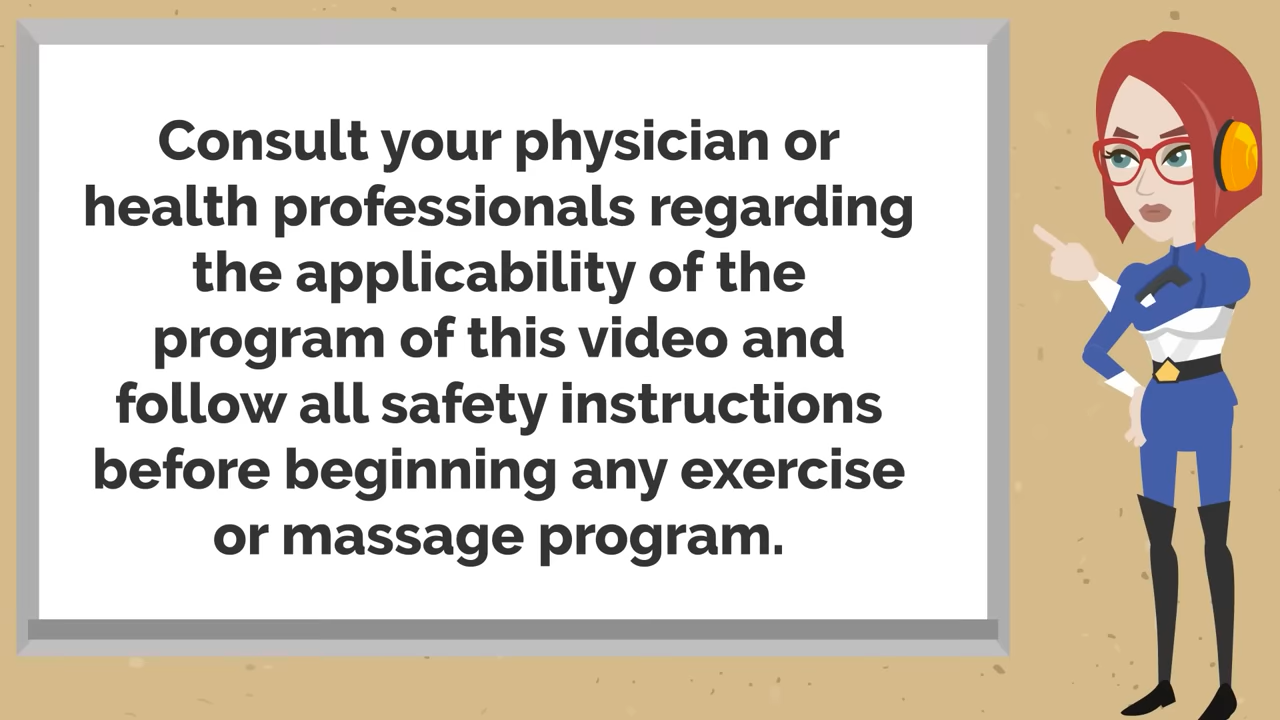 Consult your physician or
health professionals regarding
the applicability of the
program of this video and
follow all safety instructions
before beginning any exercise
or massage program.